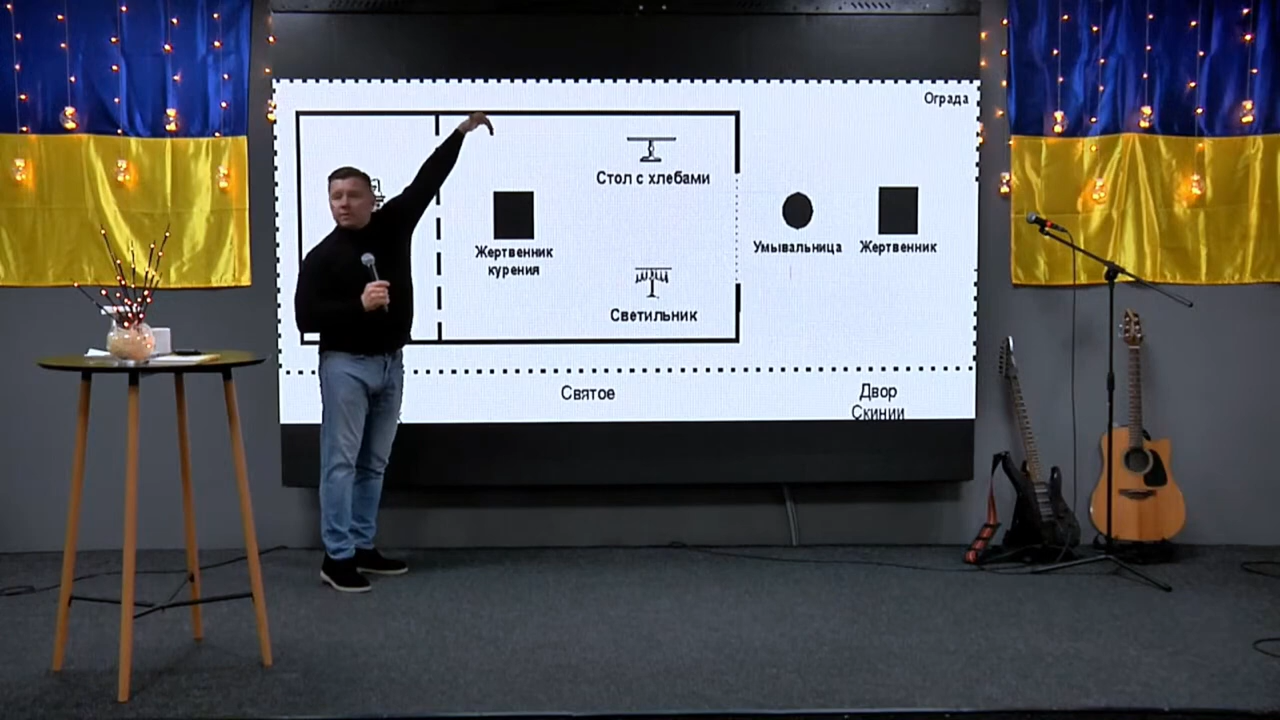 Ограда
Стол с хлебами
Жертвенник
курения
Умывальница
Жертвенник
Светильник
Святое
Двор
Скинии